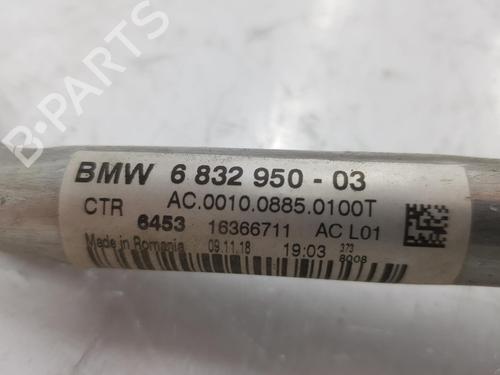 BMW 6 832 950 - 03
AC.0010.0885.0100T
CTR 6453 16366711 AC L01
Made in Romania 09.11.18 19:03 373
8008
B-PARTS